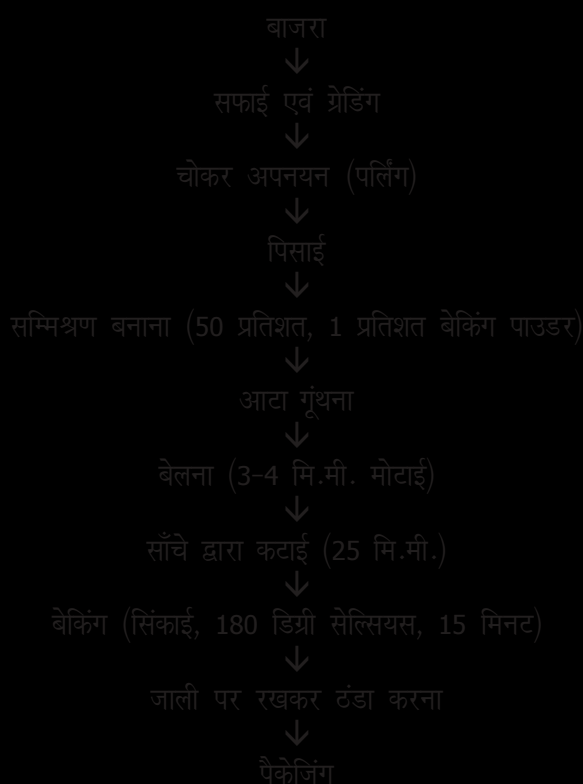 बाजरा
↓
सफाई एवं ग्रेडिंग
↓
चोकर अपनयन (पर्लिंग)
↓
पिसाई
↓
सम्मिश्रण बनाना (50 प्रतिशत, 1 प्रतिशत बेकिंग पाउडर)
↓
आटा गूंथना
↓
बेलना (3-4 मि.मी. मोटाई)
↓
साँचे द्वारा कटाई (25 मि.मी.)
↓
बेकिंग (सिंकाई, 180 डिग्री सेल्सियस, 15 मिनट)
↓
जाली पर रखकर ठंडा करना
↓
पैकेजिंग